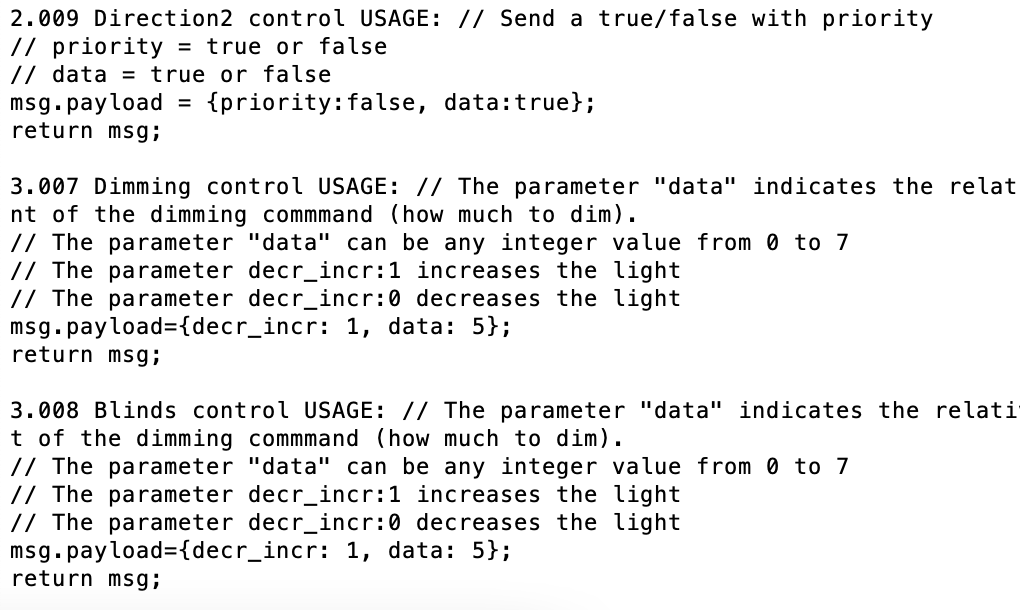 2.009 Direction2 control USAGE: // Send a true/false with priority
// priority = true or false
// data = true or false
msg.payload = {priority:false, data:true};
return msg;
3.007 Dimming control USAGE: // The parameter "data" indicates the relat
nt of the dimming commmand (how much to dim).
// The parameter "data" can be any integer value from 0 to 7
// The parameter decr_incr:1 increases the light
// The parameter decr_incr:0 decreases the light
msg.payload={decr_incr: 1, data: 5};
return msg;
3.008 Blinds control USAGE: // The parameter "data" indicates the relati
t of the dimming commmand (how much to dim).
// The parameter "data" can be any integer value from 0 to 7
// The parameter decr_incr:1 increases the light
// The parameter decr_incr:0 decreases the light
msg.payload={decr_incr: 1, data: 5};
return msg;